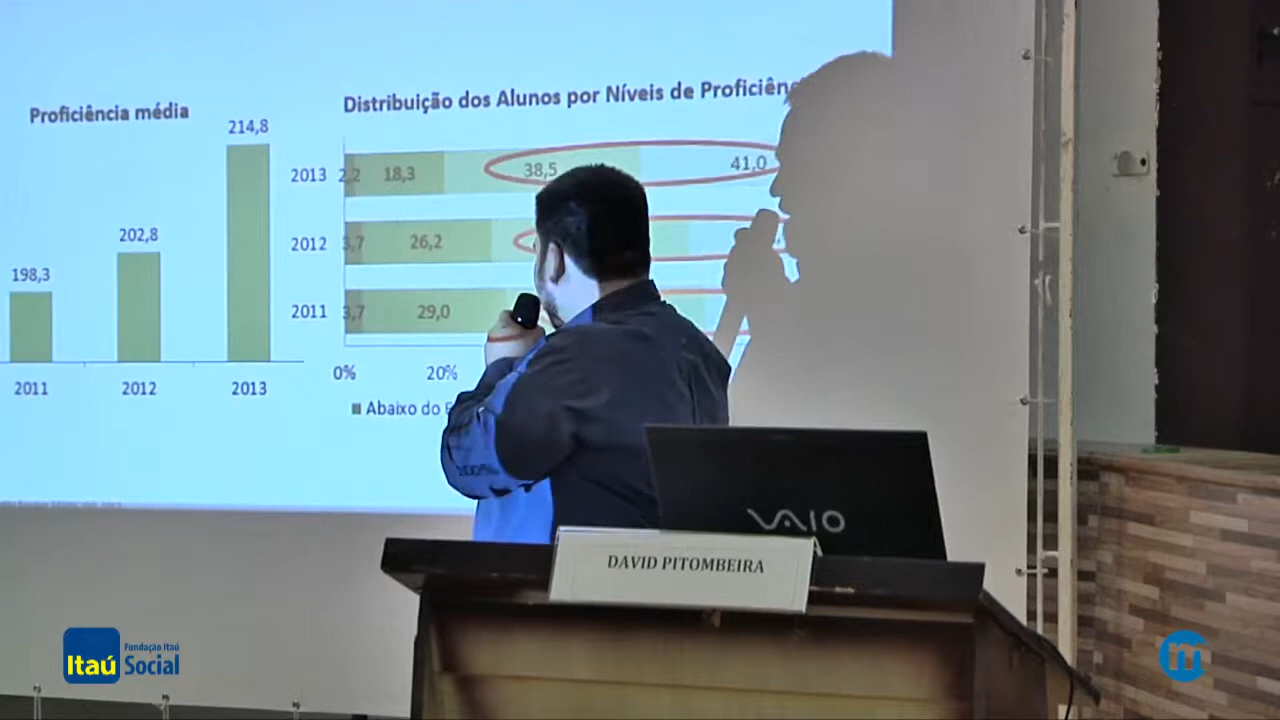 Proficiência média
214,8
202,8
198,3
2011
2012
2013
Distribuição dos Alunos por Níveis de
2013
2,2
18,3
38,5
41,0
2012
3,7
26,2
2011
3,7
29,0
0%
20%
Abaixo do
100%
VAIO
DAVID PITOMBEIRA
Itaú
Fundação Itaú
Social
m